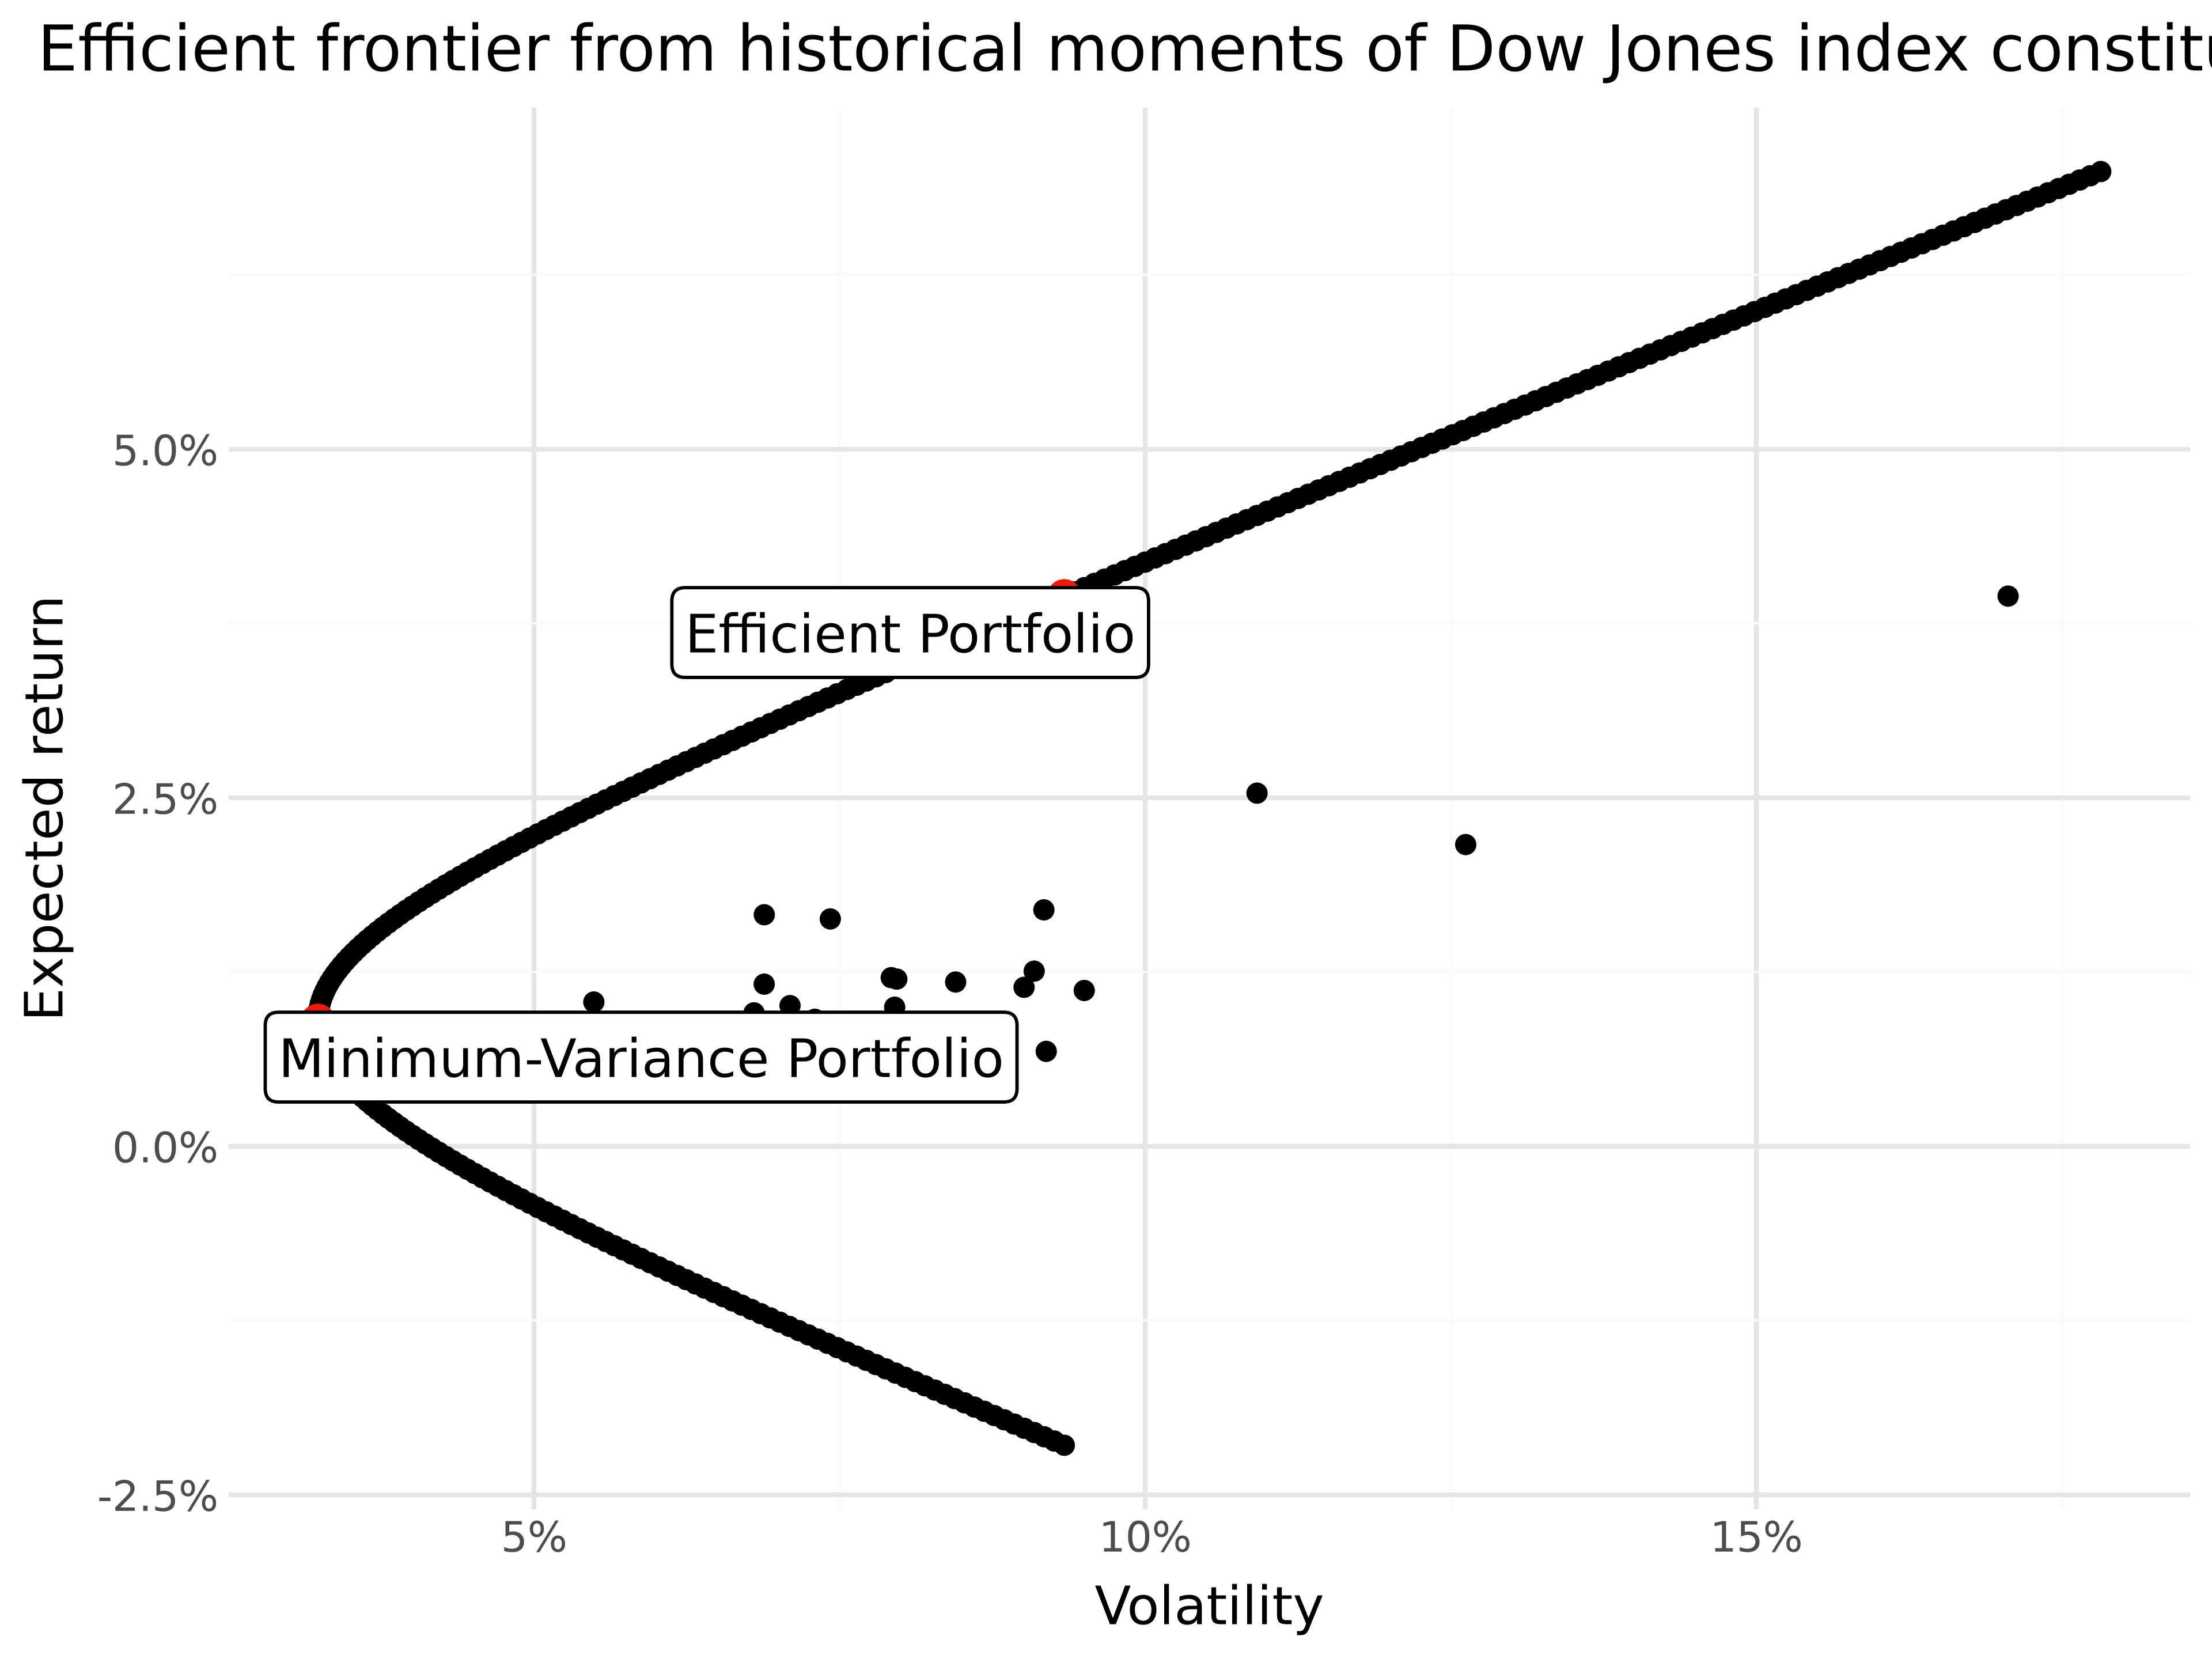 Efficient frontier from historical moments of Dow Jones index
5.0%
Efficient Portfolio
2.5%
Minimum-Variance Portfolio
0.0%
-2.5%
5%
10%
15%
Volatility
Expected return